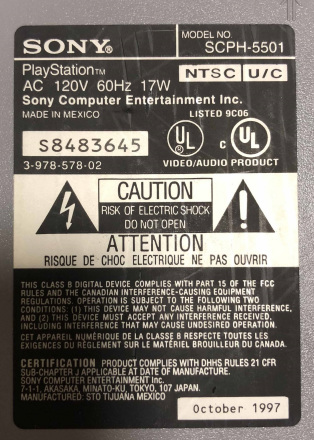 SONY®
MODEL NO.
SCPH-5501
PlayStation™
NTSC U/C
AC 120V 60Hz 17W
Sony Computer Entertainment Inc.
MADE IN MEXICO
LISTED 9C06
S8483645
UL
C UL
3-978-578-02
VIDEO/AUDIO PRODUCT
CAUTION
RISK OF ELECTRIC SHOCK
DO NOT OPEN
ATTENTION
RISQUE DE CHOC ELECTRIQUE NE PAS OUVRIR
THIS CLASS B DIGITAL DEVICE COMPLIES WITH PART 15 OF THE FCC
RULES AND THE CANADIAN INTERFERENCE-CAUSING EQUIPMENT
REGULATIONS. OPERATION IS SUBJECT TO THE FOLLOWING TWO
CONDITIONS: (1) THIS DEVICE MAY NOT CAUSE HARMFUL INTERFERENCE,
AND (2) THIS DEVICE MUST ACCEPT ANY INTERFERENCE RECEIVED,
INCLUDING INTERFERENCE THAT MAY CAUSE UNDESIRED OPERATION.
CET APPAREIL NUMÉRIQUE DE LA CLASSE B RESPECTE TOUTES LES
EXIGENCES DU RÈGLEMENT SUR LE MATÉRIEL BROUILLEUR DU CANADA.
CERTIFICATION PRODUCT COMPLIES WITH DHHS RULES 21 CFR
SUB-CHAPTER J APPLICABLE AT DATE OF MANUFACTURE.
SONY COMPUTER ENTERTAINMENT Inc.
7-1-1, AKASAKA, MINATO-KU, TOKYO, 107 JAPAN.
MANUFACTURED: STO TIJUANA MEXICO
October 1997